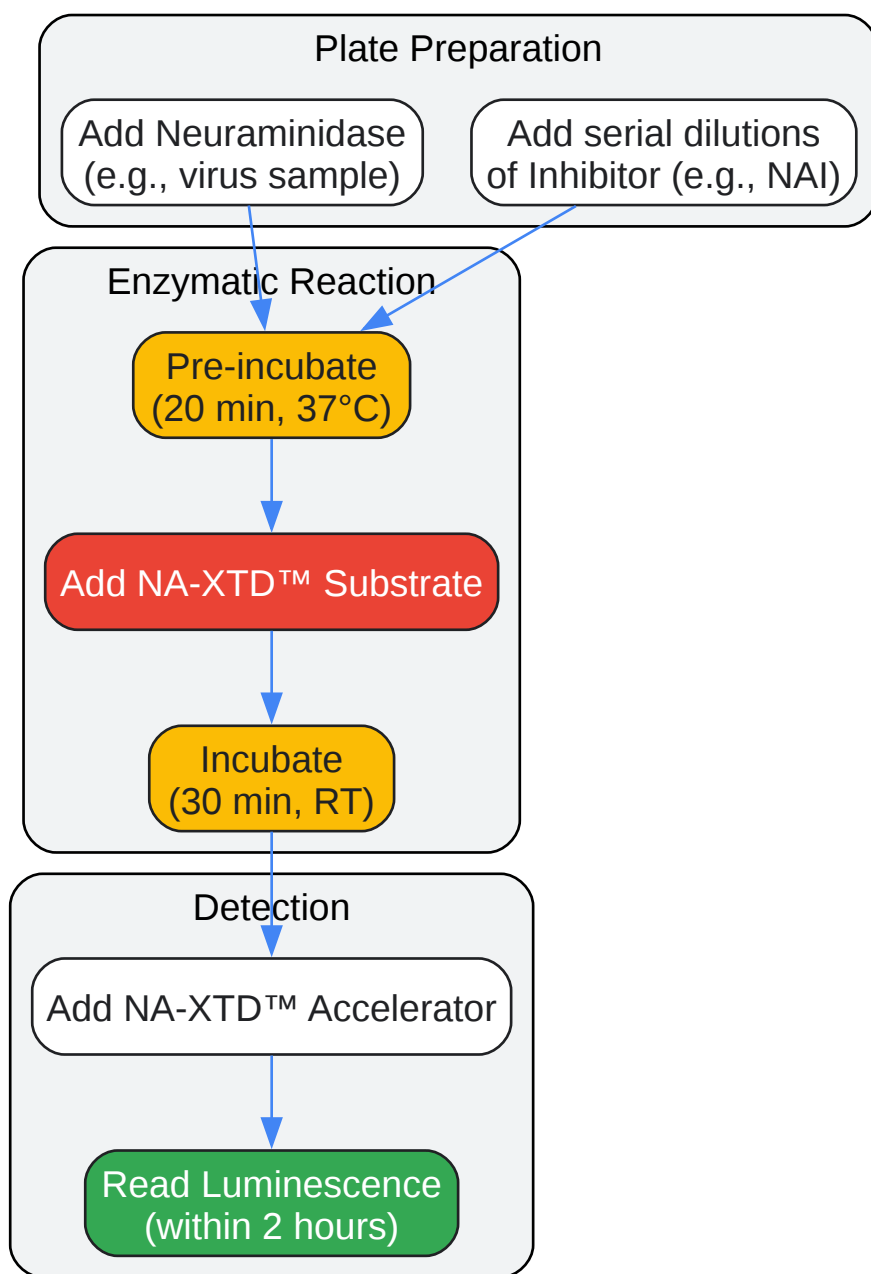 Plate Preparation
Add Neuraminidase
(e.g., virus sample)
Add serial dilutions
of Inhibitor (e.g., NAI)
Enzymatic Reaction
Pre-incubate
(20 min, 37°C)
Add NA-XTD™ Substrate
Incubate
(30 min, RT)
Detection
Add NA-XTD™ Accelerator
Read Luminescence
(within 2 hours)